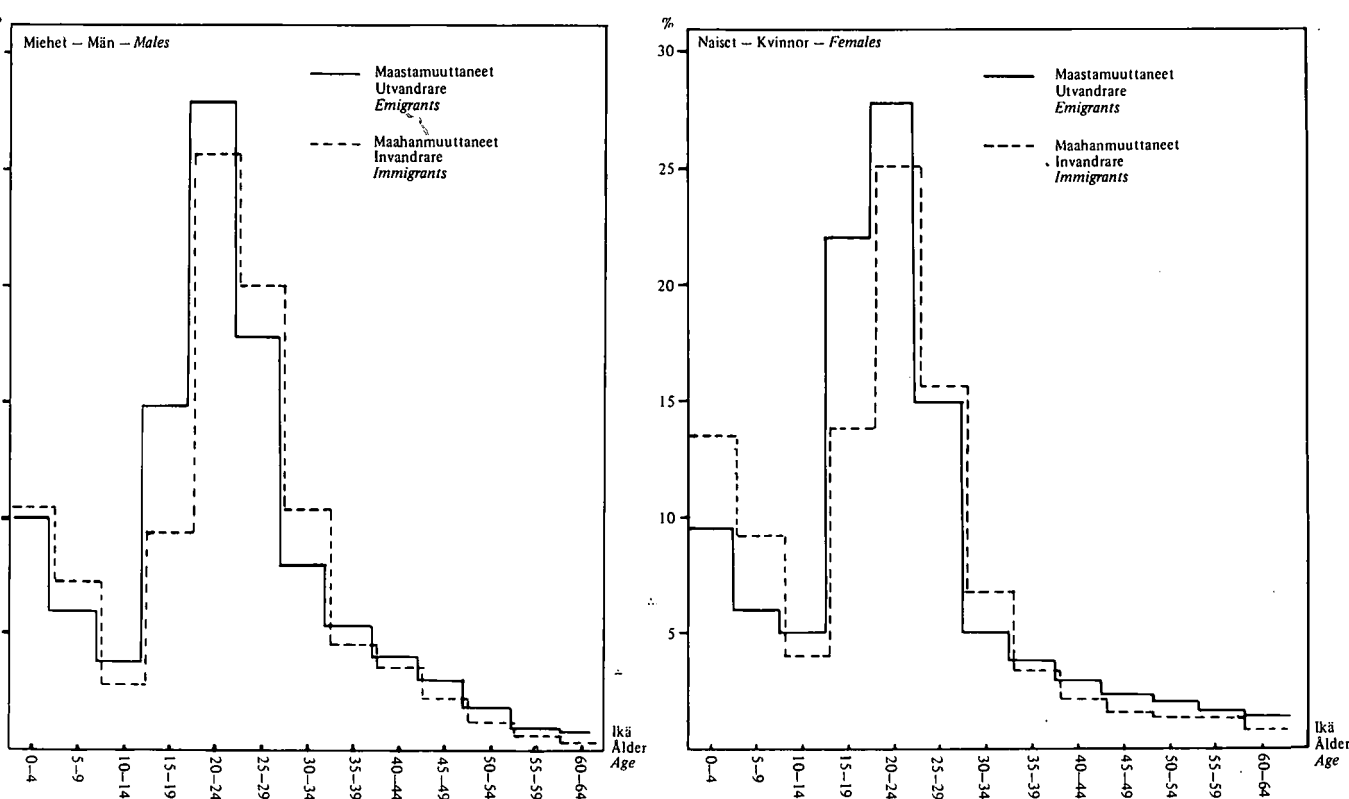 Miehet — Män — Males
Maastamuuttaneet
Utvandrare
Emigrants
Maahanmuuttaneet
Invandrare
Immigrants
Ikä
Ålder
Age
0–4
5–9
10–14
15–19
20–24
25–29
30–34
35–39
40–44
45–49
50–54
55–59
60–64
%
Naiset — Kvinnor — Females
30
25
20
15
10
5
Maastamuuttaneet
Utvandrare
Emigrants
Maahanmuuttaneet
Invandrare
Immigrants
Ikä
Ålder
Age
0–4
5–9
10–14
15–19
20–24
25–29
30–34
35–39
40–44
45–49
50–54
55–59
60–64